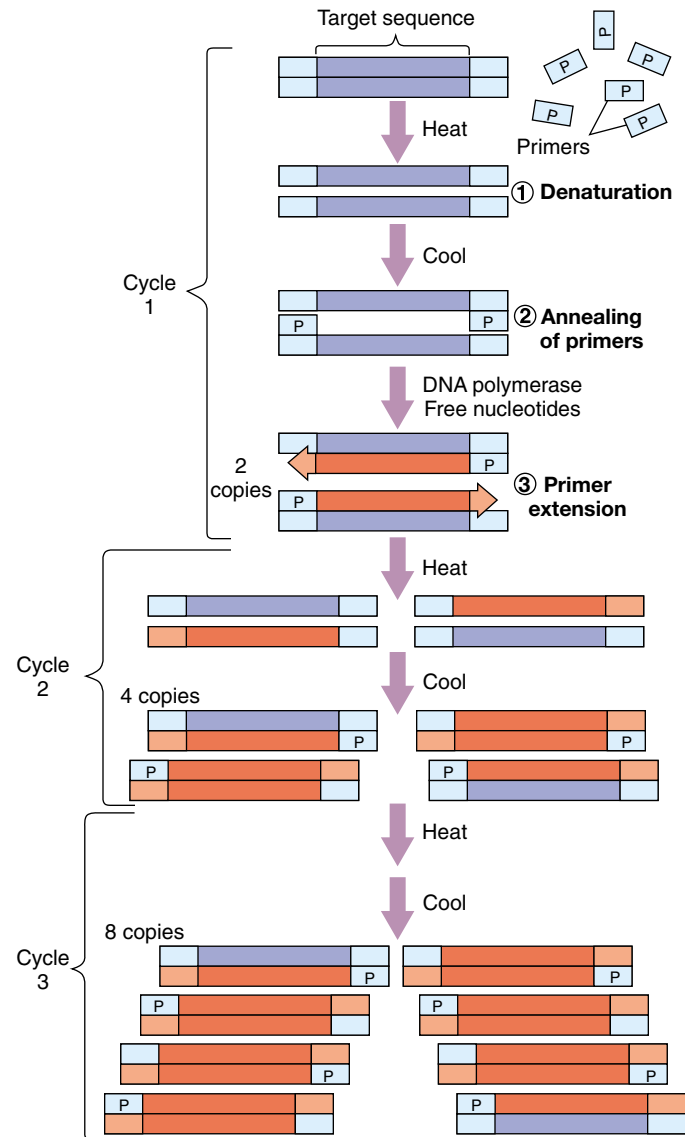 Target sequence
P
P
P
P
P
P
Primers
Heat
① Denaturation
Cool
Cycle
1
P
P
② Annealing
of primers
DNA polymerase
Free nucleotides
2
copies
P
P
③ Primer
extension
Heat
Cycle
2
Cool
4 copies
P
P
P
P
Heat
Cool
Cycle
3
8 copies
P
P
P
P
P
P
P
P